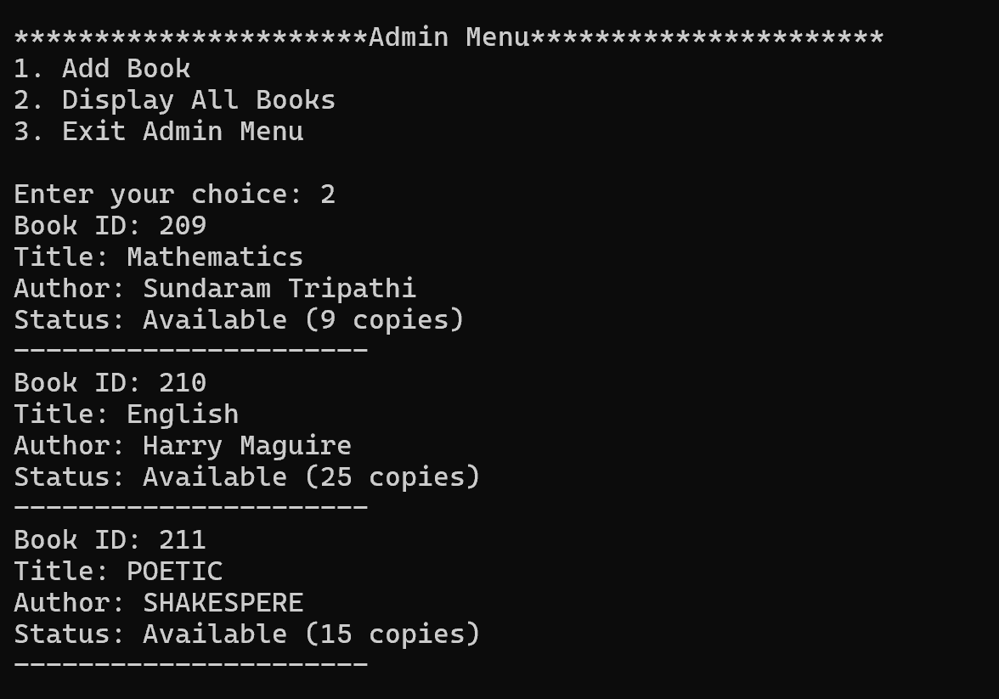 **********************Admin Menu**********************
1. Add Book
2. Display All Books
3. Exit Admin Menu
Enter your choice: 2
Book ID: 209
Title: Mathematics
Author: Sundaram Tripathi
Status: Available (9 copies)
----------------------
Book ID: 210
Title: English
Author: Harry Maguire
Status: Available (25 copies)
----------------------
Book ID: 211
Title: POETIC
Author: SHAKESPERE
Status: Available (15 copies)
----------------------